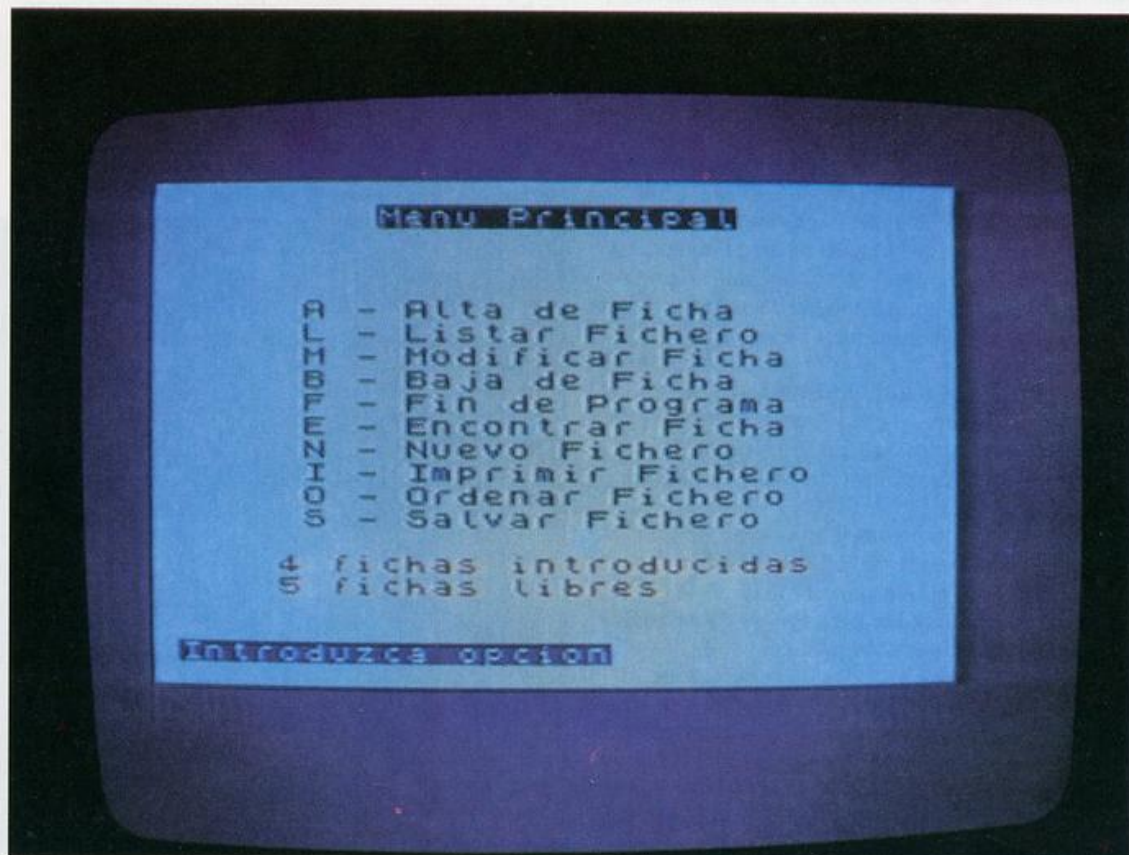 Menu Principal
A - Alta de Ficha
L - Listar Fichero
M - Modificar Ficha
B - Baja de Ficha
F - Fin de Programa
E - Encontrar Ficha
N - Nuevo Fichero
I - Imprimir Fichero
O - Ordenar Fichero
S - Salvar Fichero
4 fichas introducidas
5 fichas libres
Introduzca opcion